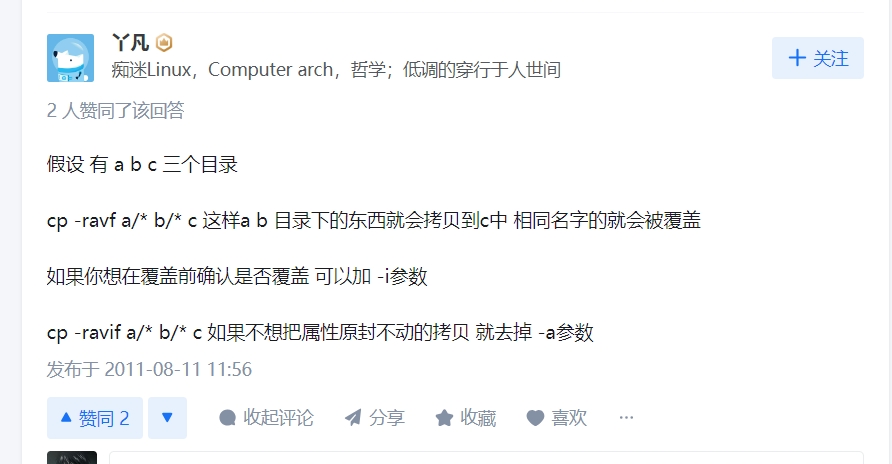 丫凡
痴迷Linux，Computer arch，哲学；低调的穿行于人世间
关注
2 人赞同了该回答
假设 有 a b c 三个目录
cp -ravf a/* b/* c 这样a b 目录下的东西就会拷贝到c中 相同名字的就会被覆盖
如果你想在覆盖前确认是否覆盖 可以加 -i参数
cp -ravif a/* b/* c 如果不想把属性原封不动的拷贝 就去掉 -a参数
发布于 2011-08-11 11:56
赞同 2 收起评论 分享 收藏 喜欢 ···